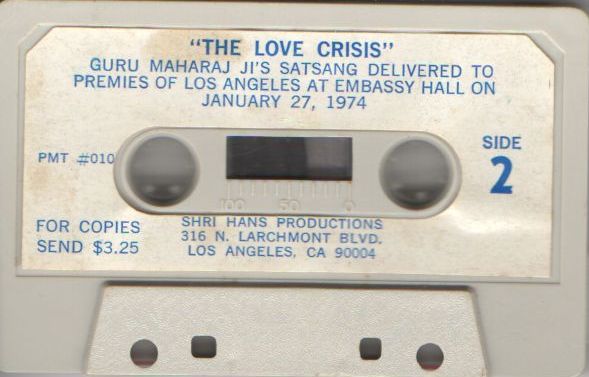 "THE LOVE CRISIS"
GURU MAHARAJ JI'S SATSANG DELIVERED TO
PREMIES OF LOS ANGELES AT EMBASSY HALL ON
JANUARY 27, 1974
PMT #010
SIDE
2
100 50 0
FOR COPIES
SEND $3.25
SHRI HANS PRODUCTIONS
316 N. LARCHMONT BLVD.
LOS ANGELES, CA 90004